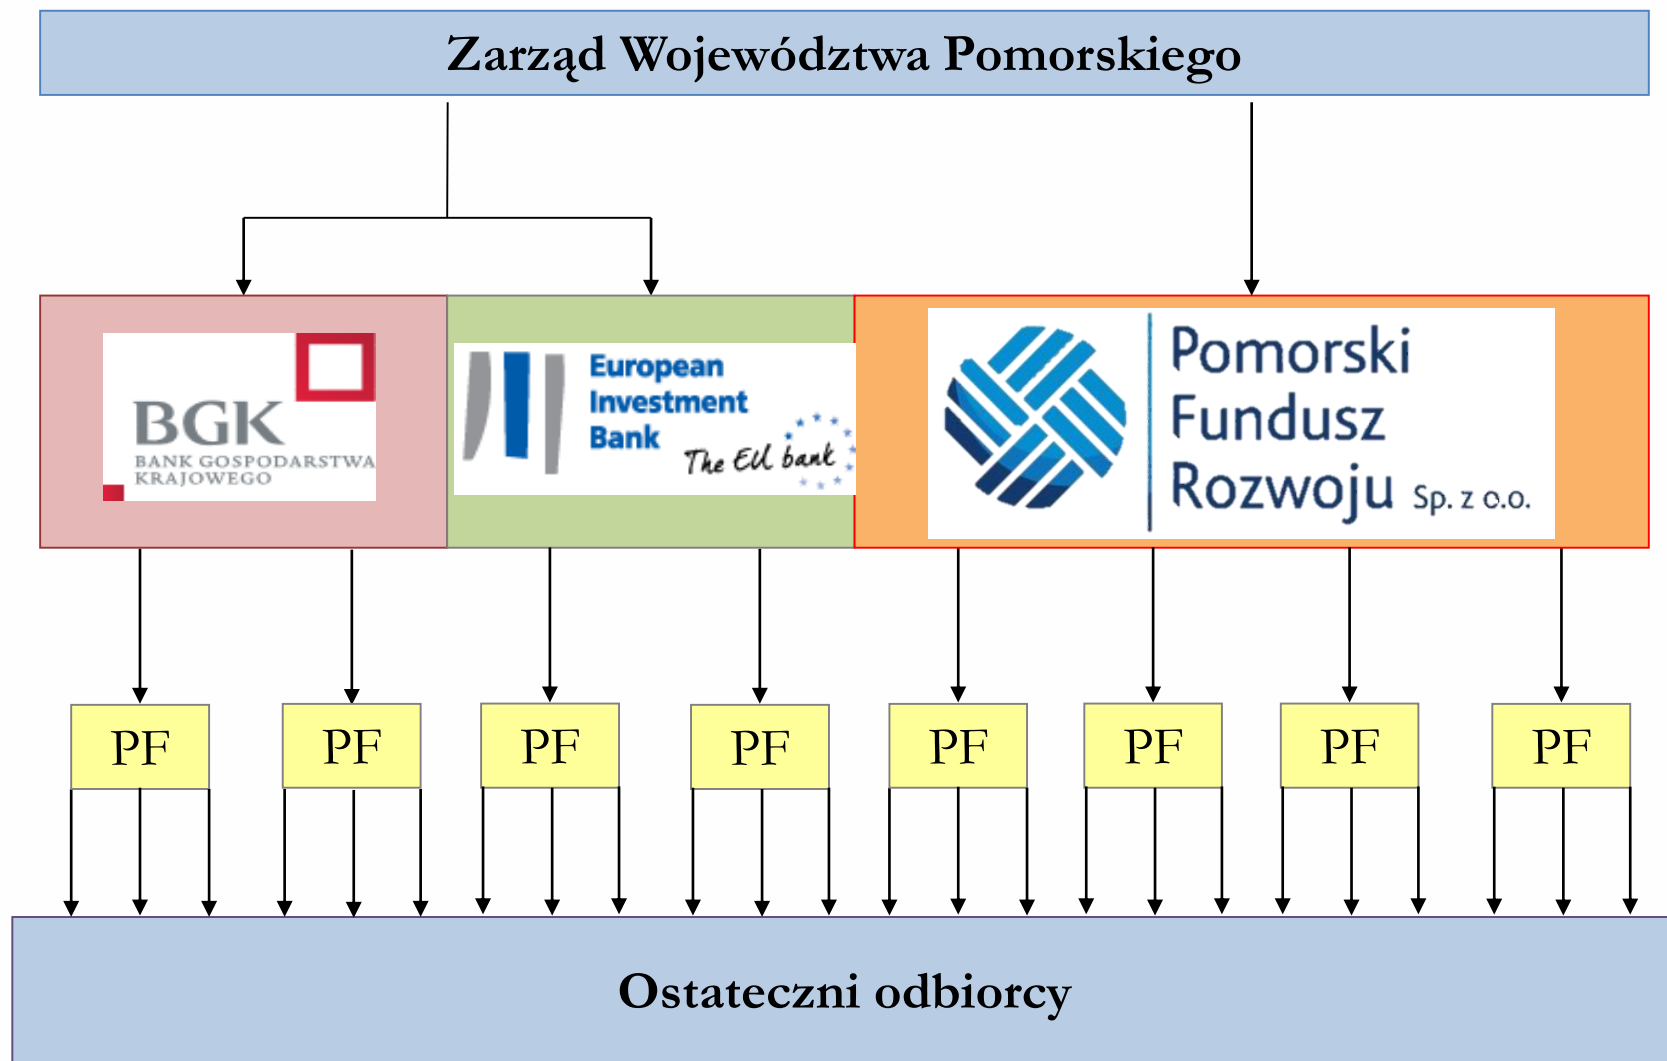 Zarząd Województwa Pomorskiego
BGK
BANK GOSPODARSTWA
KRAJOWEGO
European
Investment
Bank
The EU bank
Pomorski
Fundusz
Rozwoju Sp. z o.o.
PF
PF
PF
PF
PF
PF
PF
PF
Ostateczni odbiorcy